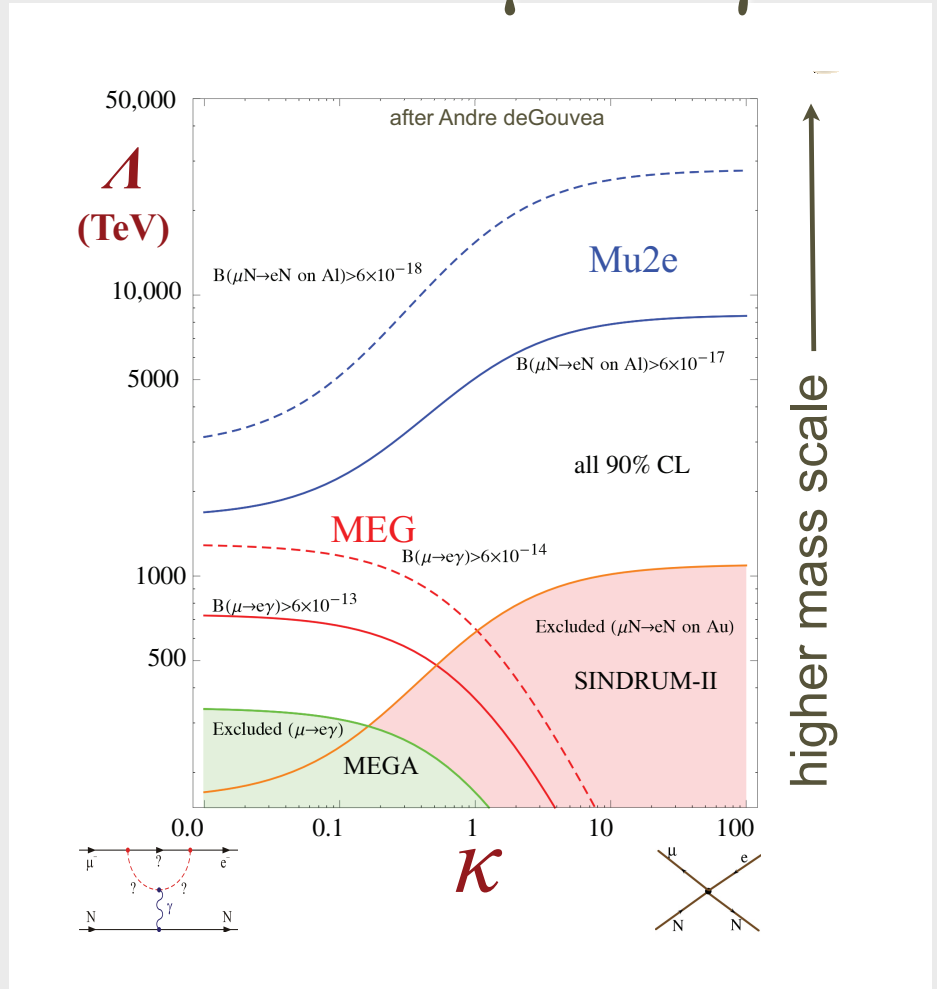 after Andre deGouvea
50,000
Λ
(TeV)
Mu2e
B(μN→eN on Al)>6×10⁻¹⁸
10,000
B(μN→eN on Al)>6×10⁻¹⁷
5000
all 90% CL
MEG
B(μ→eγ)>6×10⁻¹⁴
1000
B(μ→eγ)>6×10⁻¹³
Excluded (μN→eN on Au)
500
SINDRUM-II
Excluded (μ→eγ)
MEGA
higher mass scale
0.0 0.1 1 10 100
κ
μ⁻ ? e⁻
? ?
γ
N N
μ e
N N